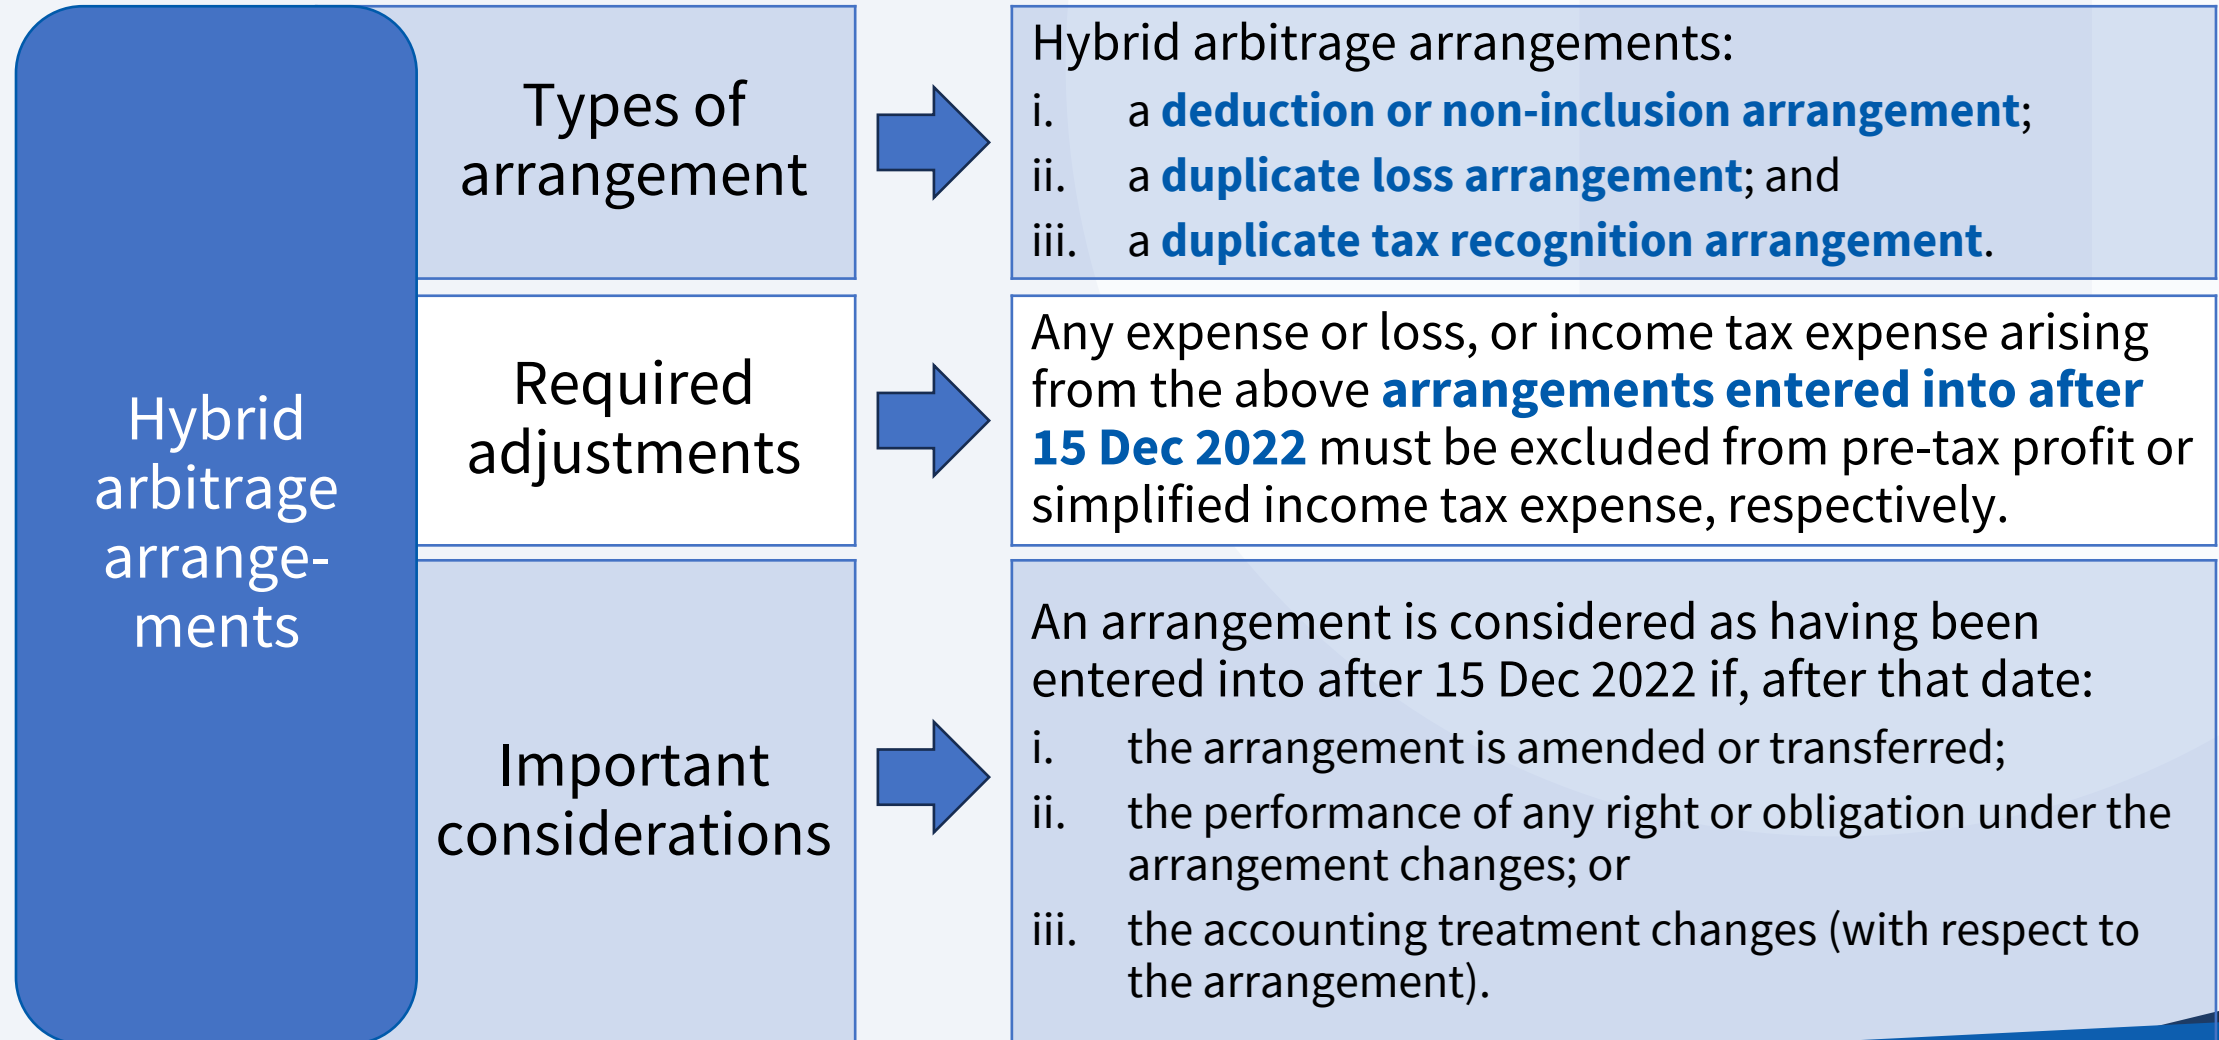 Hybrid
arbitrage
arrange-
ments
Types of
arrangement
Hybrid arbitrage arrangements:
i. a deduction or non-inclusion arrangement;
ii. a duplicate loss arrangement; and
iii. a duplicate tax recognition arrangement.
Required
adjustments
Any expense or loss, or income tax expense arising
from the above arrangements entered into after
15 Dec 2022 must be excluded from pre-tax profit or
simplified income tax expense, respectively.
Important
considerations
An arrangement is considered as having been
entered into after 15 Dec 2022 if, after that date:
i. the arrangement is amended or transferred;
ii. the performance of any right or obligation under the
arrangement changes; or
iii. the accounting treatment changes (with respect to
the arrangement).